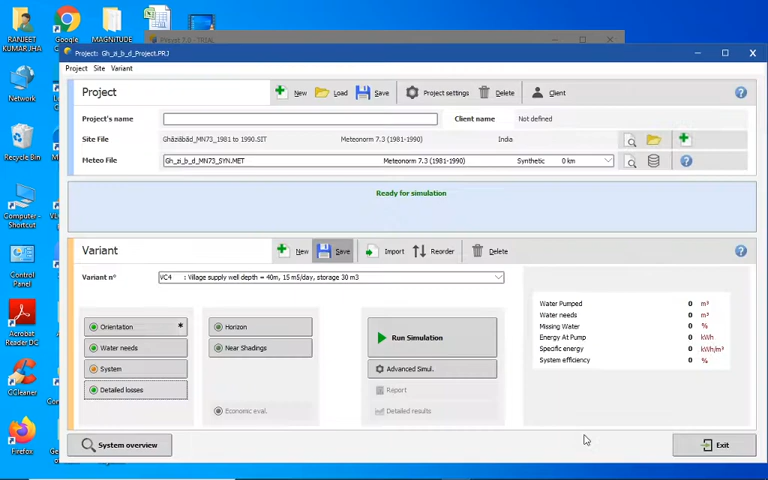 RANJEET
KUMARJHA
Google
MAGNiTUDE
PVsyst 7.0 - TRIAL
Project: Gh_zi_b_d_Project.PRJ
Project Site Variant
Network
Project
New Load Save Project settings Delete Client
Project's name Client name Not defined
Site File Ghāziābād_MN73_1981 to 1990.SIT Meteonorm 7.3 (1981-1990) India
Recycle Bin
Meteo File Gh_zi_b_d_MN73_SYN.MET Meteonorm 7.3 (1981-1990) Synthetic 0 km
Ready for simulation
Computer -
Shortcut
Variant
New Save Import Reorder Delete
Variant n° VC4 : Village supply well depth = 40m, 15 m5/day, storage 30 m3
Control
Panel
Orientation *
Water needs
System
Detailed losses
Horizon
Near Shadings
Economic eval.
Run Simulation
Advanced Simul.
Report
Detailed results
Water Pumped 0 m³
Water needs 0 m³
Missing Water 0 %
Energy At Pump 0 kWh
Specific energy 0 kWh/m³
System efficiency 0 %
Acrobat
Reader DC
CCleaner
Firefox
System overview
Exit